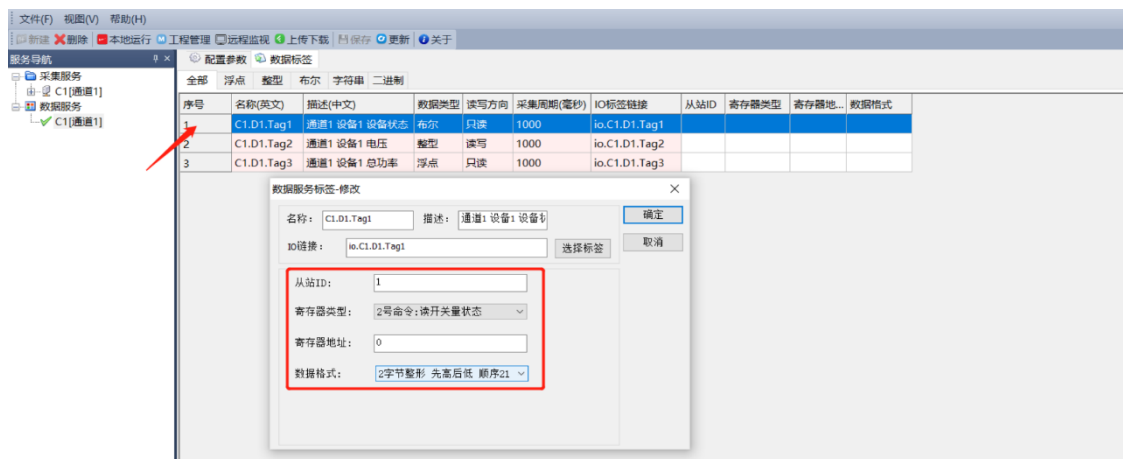 文件(F) 视图(V) 帮助(H)
新建 删除 本地运行 工程管理 远程监视 上传下载 保存 更新 关于
服务导航
配置参数 数据标签
采集服务
C1[通道1]
数据服务
C1[通道1]
全部 浮点 整型 布尔 字符串 二进制
序号 名称(英文) 描述(中文) 数据类型 读写方向 采集周期(毫秒) IO标签链接 从站ID 寄存器类型 寄存器地... 数据格式
1 C1.D1.Tag1 通道1 设备1 设备状态 布尔 只读 1000 io.C1.D1.Tag1
2 C1.D1.Tag2 通道1 设备1 电压 整型 读写 1000 io.C1.D1.Tag2
3 C1.D1.Tag3 通道1 设备1 总功率 浮点 只读 1000 io.C1.D1.Tag3
数据服务标签-修改
名称: C1.D1.Tag1 描述: 通道1 设备1 设备 确定
IO链接: io.C1.D1.Tag1 选择标签 取消
从站ID: 1
寄存器类型: 2号命令:读开关量状态
寄存器地址: 0
数据格式: 2字节整形 先高后低 顺序21